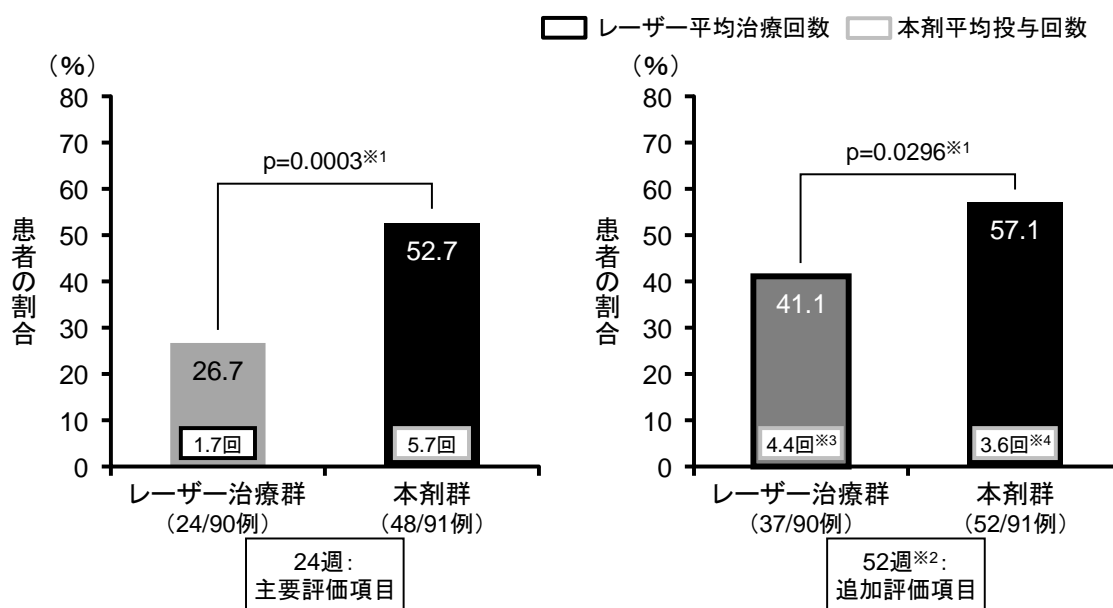 レーザー平均治療回数 本剤平均投与回数
（%）
80
70
60
50
40
30
20
10
0
患者の割合
p=0.0003※1
26.7
52.7
1.7回
5.7回
レーザー治療群
（24/90例）
本剤群
（48/91例）
24週：
主要評価項目
（%）
80
70
60
50
40
30
20
10
0
患者の割合
p=0.0296※1
41.1
57.1
4.4回※3
3.6回※4
レーザー治療群
（37/90例）
本剤群
（52/91例）
52週※2：
追加評価項目